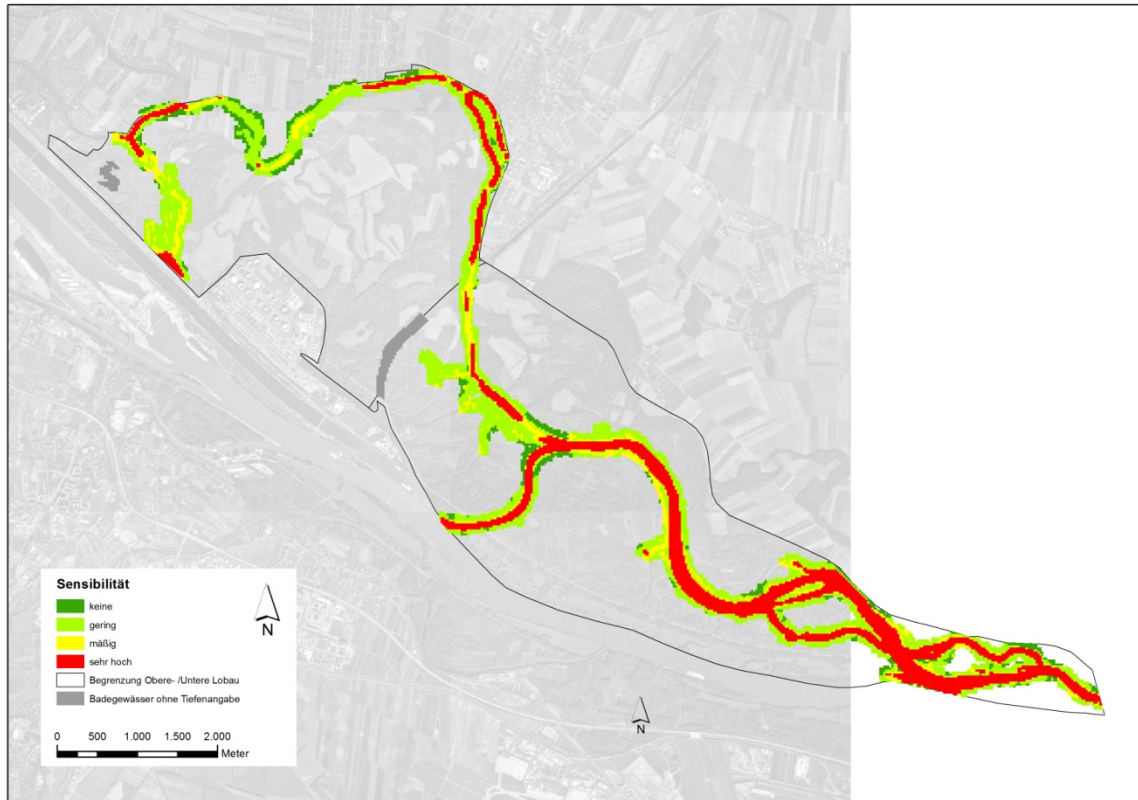 Sensibilität
keine
gering
mäßig
sehr hoch
Begrenzung Obere- /Untere Lobau
Badegewässer ohne Tiefenangabe
N
0 500 1.000 1.500 2.000
Meter
N